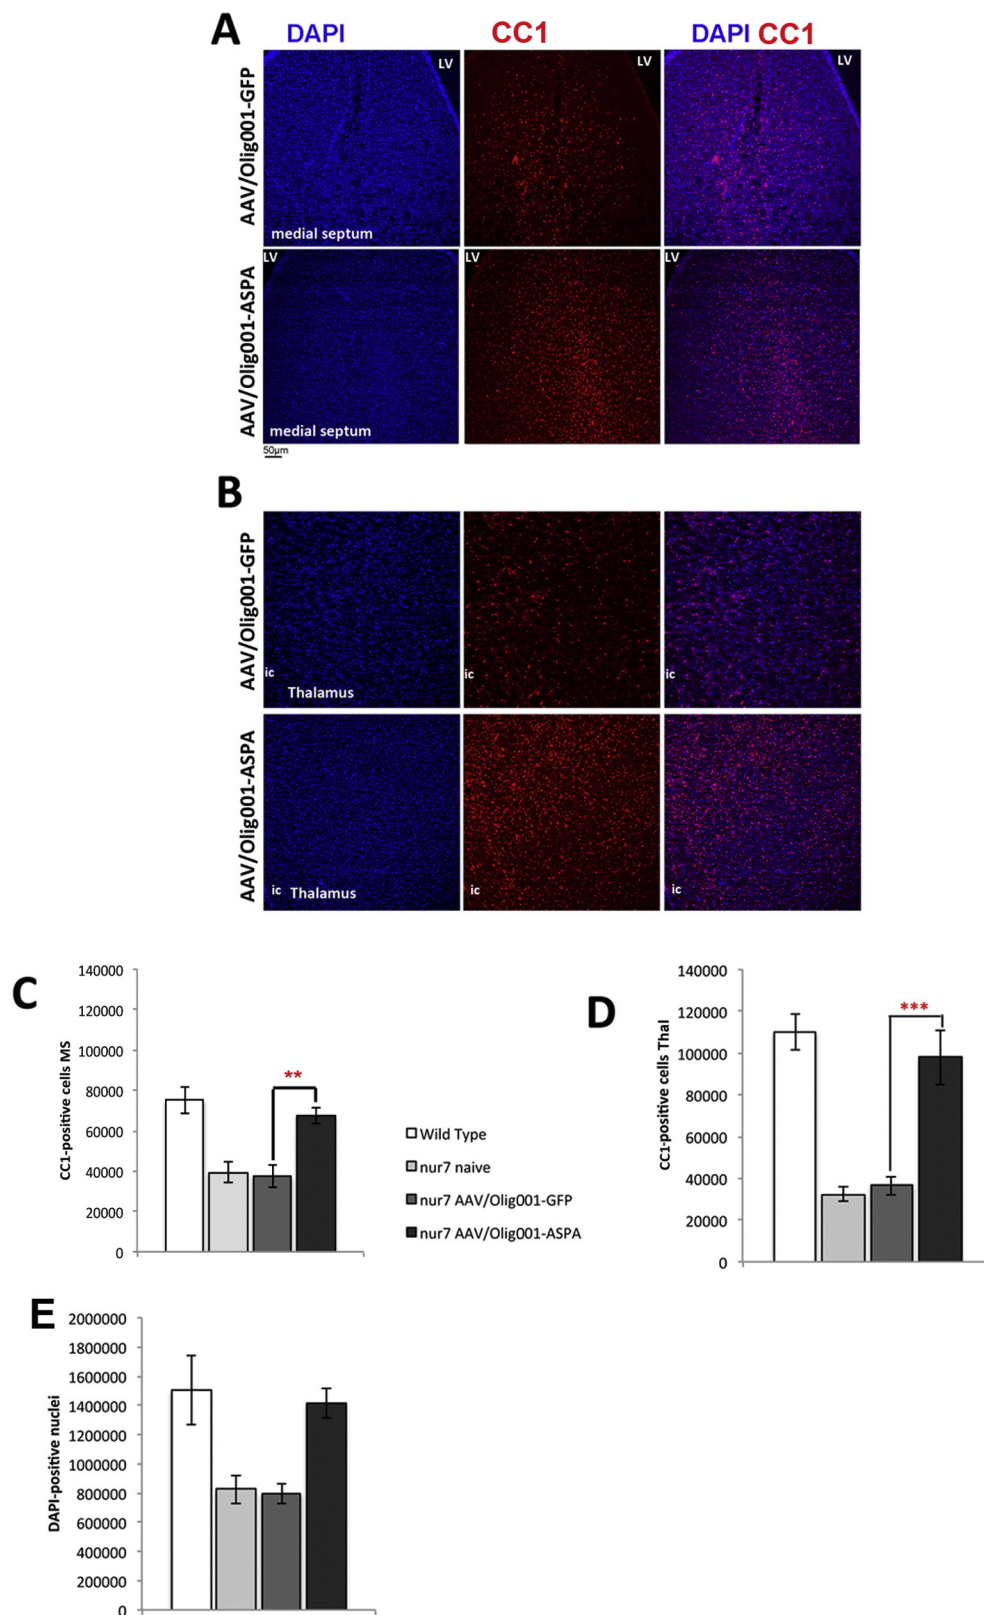 A
DAPI
CC1
DAPI CC1
AAV/Olig001-GFP
LV
LV
LV
medial septum
AAV/Olig001-ASPA
LV
LV
LV
medial septum
50µm
B
AAV/Olig001-GFP
ic
ic
ic
Thalamus
AAV/Olig001-ASPA
ic Thalamus
ic
ic
C
CC1-positive cells MS
140000
120000
100000
80000
60000
40000
20000
0
**
Wild Type
nur7 naive
nur7 AAV/Olig001-GFP
nur7 AAV/Olig001-ASPA
D
CC1-positive cells Thal
140000
120000
100000
80000
60000
40000
20000
0
***
E
DAPI-positive nuclei
2000000
1800000
1600000
1400000
1200000
1000000
800000
600000
400000
200000
0